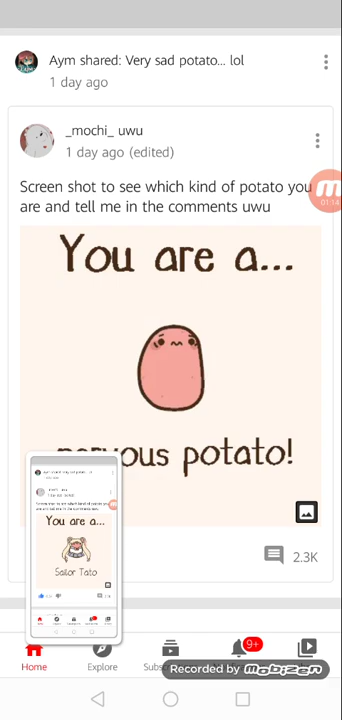 Aym shared: Very sad potato... lol
1 day ago
_mochi_ uwu
1 day ago (edited)
Screen shot to see which kind of potato you
are and tell me in the comments uwu
01:14
You are a...
potato!
You are a...
Sailor Tato
2.3K
9+
Home
Explore
Recorded by mobizen